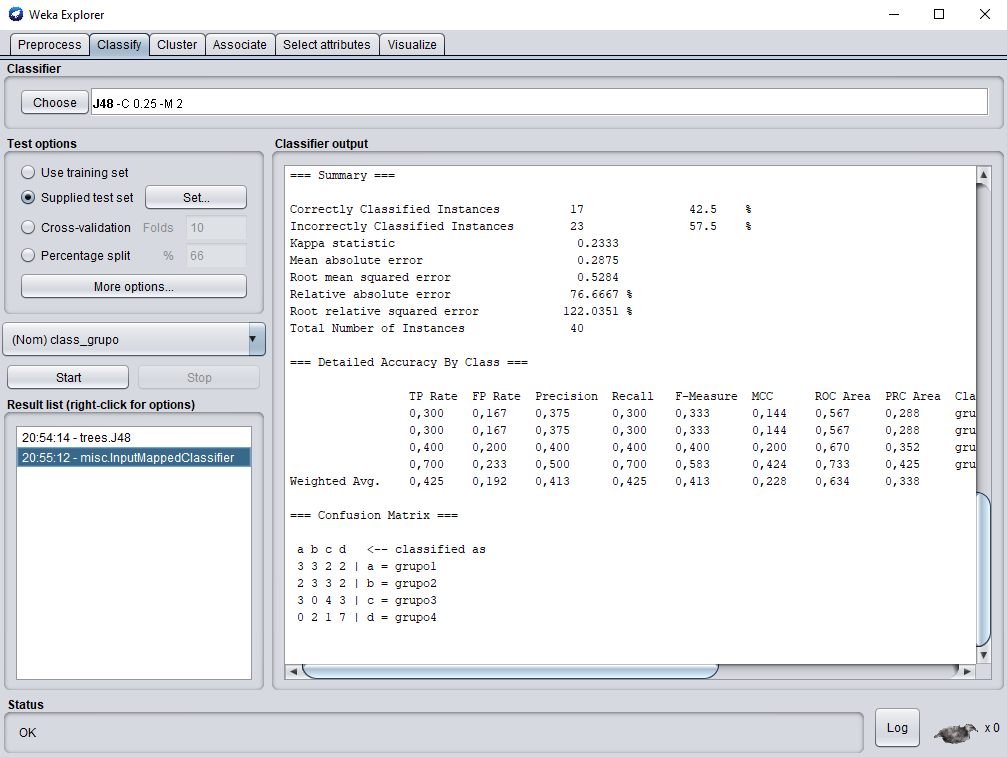 Weka Explorer
Preprocess Classify Cluster Associate Select attributes Visualize
Classifier
Choose J48 -C 0.25 -M 2
Test options
Use training set
Supplied test set Set...
Cross-validation Folds 10
Percentage split % 66
More options...
(Nom) class_grupo
Start Stop
Result list (right-click for options)
20:54:14 - trees.J48
20:55:12 - misc.InputMappedClassifier
Classifier output
=== Summary ===
Correctly Classified Instances 17 42.5 %
Incorrectly Classified Instances 23 57.5 %
Kappa statistic 0.2333
Mean absolute error 0.2875
Root mean squared error 0.5284
Relative absolute error 76.6667 %
Root relative squared error 122.0351 %
Total Number of Instances 40
=== Detailed Accuracy By Class ===
TP Rate FP Rate Precision Recall F-Measure MCC ROC Area PRC Area Cla
0,300 0,167 0,375 0,300 0,333 0,144 0,567 0,288 gru
0,300 0,167 0,375 0,300 0,333 0,144 0,567 0,288 gru
0,400 0,200 0,400 0,400 0,400 0,200 0,670 0,352 gru
0,700 0,233 0,500 0,700 0,583 0,424 0,733 0,425 gru
Weighted Avg. 0,425 0,192 0,413 0,425 0,413 0,228 0,634 0,338
=== Confusion Matrix ===
a b c d <-- classified as
3 3 2 2 | a = grupo1
2 3 3 2 | b = grupo2
3 0 4 3 | c = grupo3
0 2 1 7 | d = grupo4
Status
OK
Log x 0